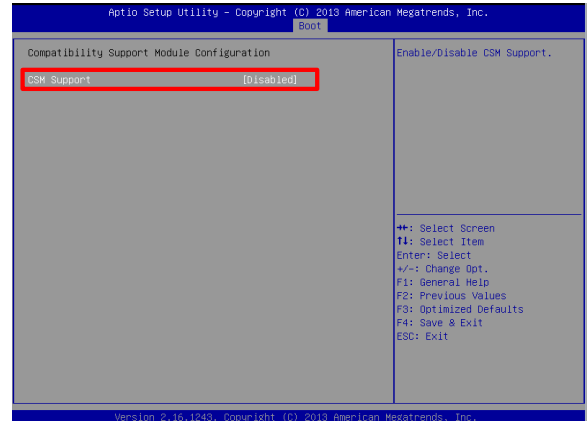 Aptio Setup Utility – Copyright (C) 2013 American Megatrends, Inc.
Boot
Compatibility Support Module Configuration
CSM Support [Disabled]
Enable/Disable CSM Support.
→←: Select Screen
↑↓: Select Item
Enter: Select
+/-: Change Opt.
F1: General Help
F2: Previous Values
F3: Optimized Defaults
F4: Save & Exit
ESC: Exit
Version 2.16.1243. Copyright (C) 2013 American Megatrends, Inc.